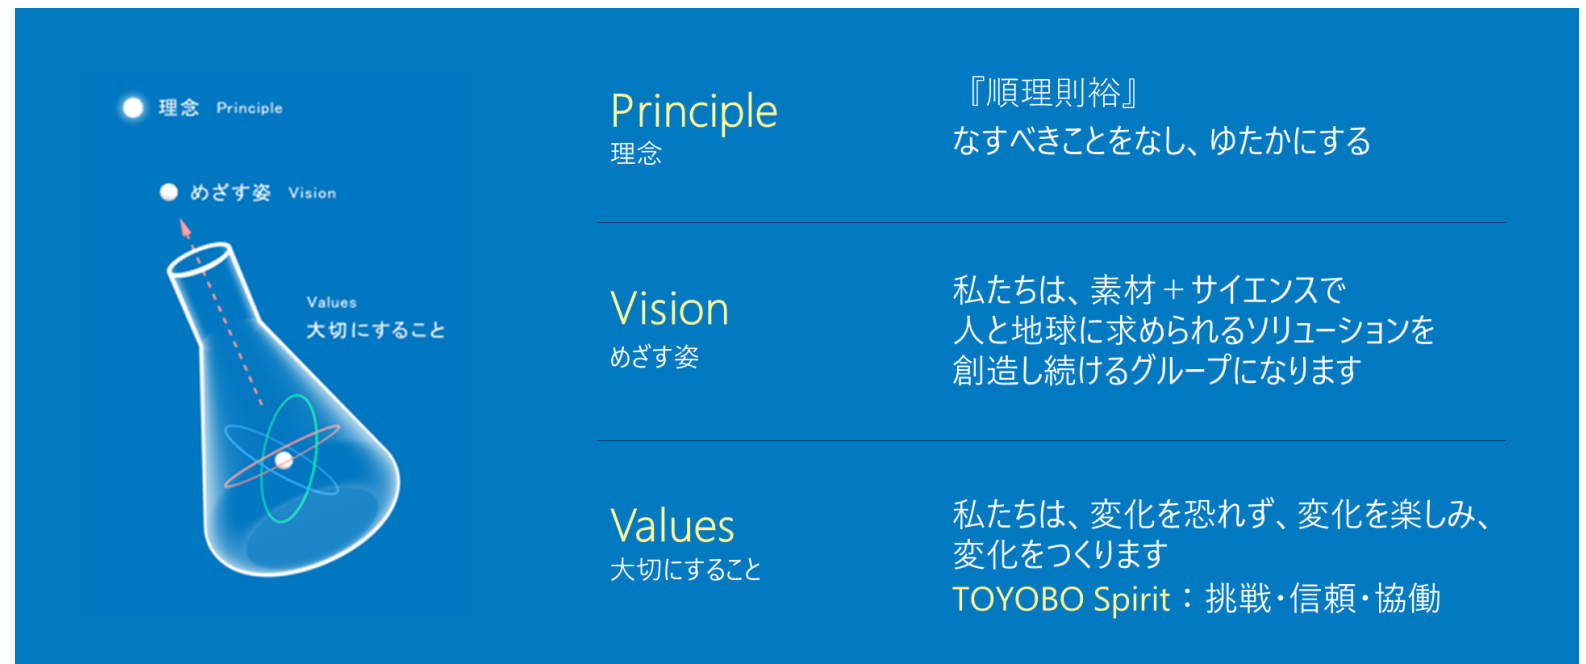 理念 Principle
めざす姿 Vision
Values
大切にすること
Principle
理念
『順理則裕』
なすべきことをなし、ゆたかにする
Vision
めざす姿
私たちは、素材＋サイエンスで
人と地球に求められるソリューションを
創造し続けるグループになります
Values
大切にすること
私たちは、変化を恐れず、変化を楽しみ、
変化をつくります
TOYOBO Spirit：挑戦・信頼・協働